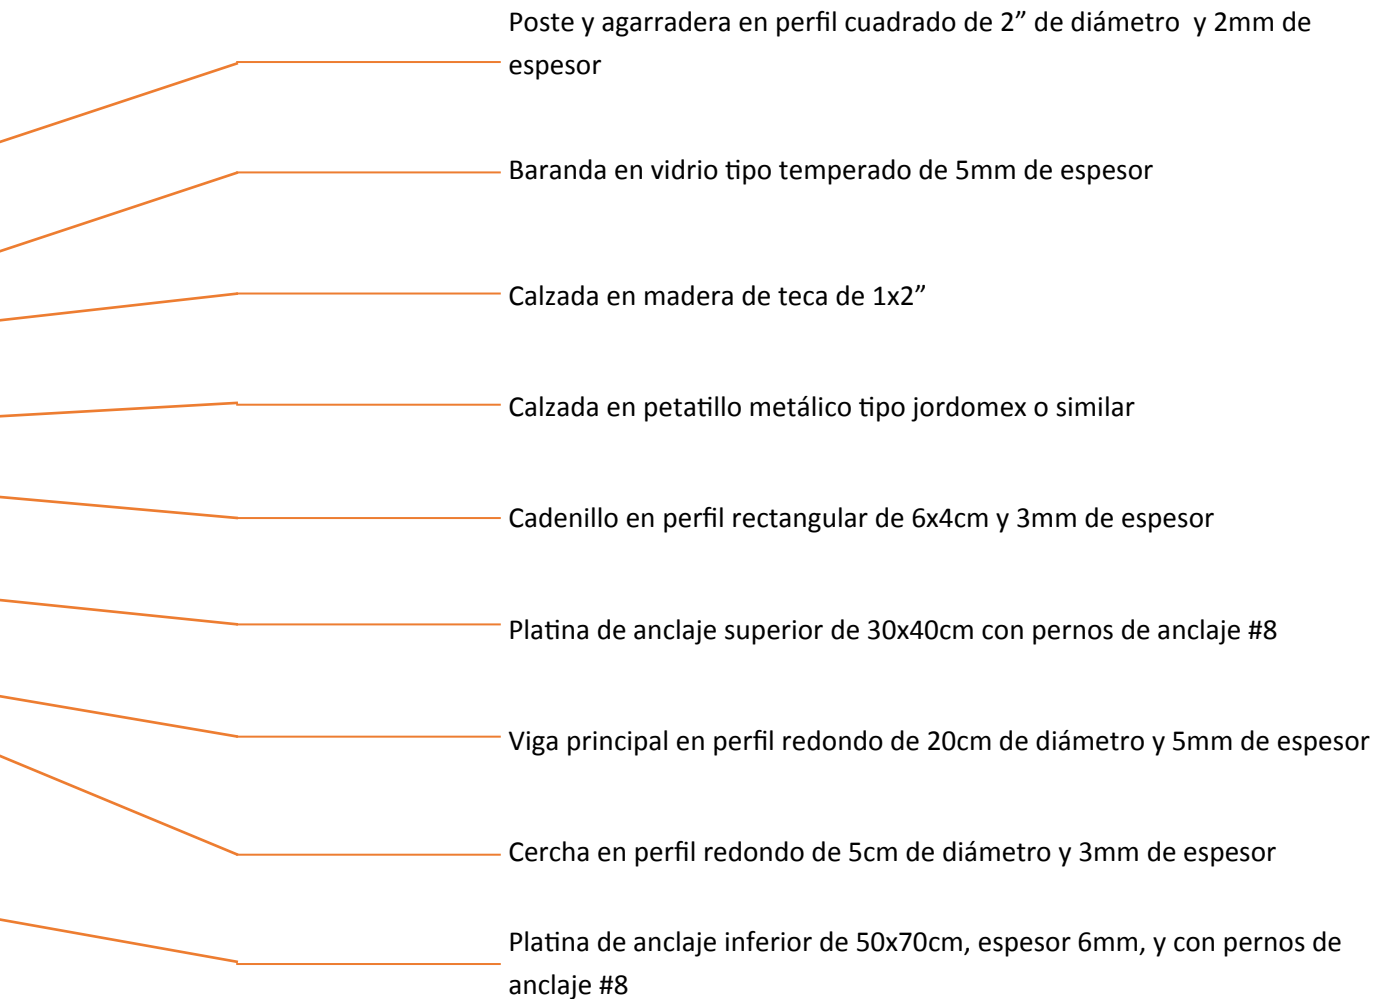 Poste y agarradera en perfil cuadrado de 2” de diámetro  y 2mm de
espesor
Baranda en vidrio tipo temperado de 5mm de espesor
Calzada en madera de teca de 1x2”
Calzada en petatillo metálico tipo jordomex o similar
Cadenillo en perfil rectangular de 6x4cm y 3mm de espesor
Platina de anclaje superior de 30x40cm con pernos de anclaje #8
Viga principal en perfil redondo de 20cm de diámetro y 5mm de espesor
Cercha en perfil redondo de 5cm de diámetro y 3mm de espesor
Platina de anclaje inferior de 50x70cm, espesor 6mm, y con pernos de
anclaje #8